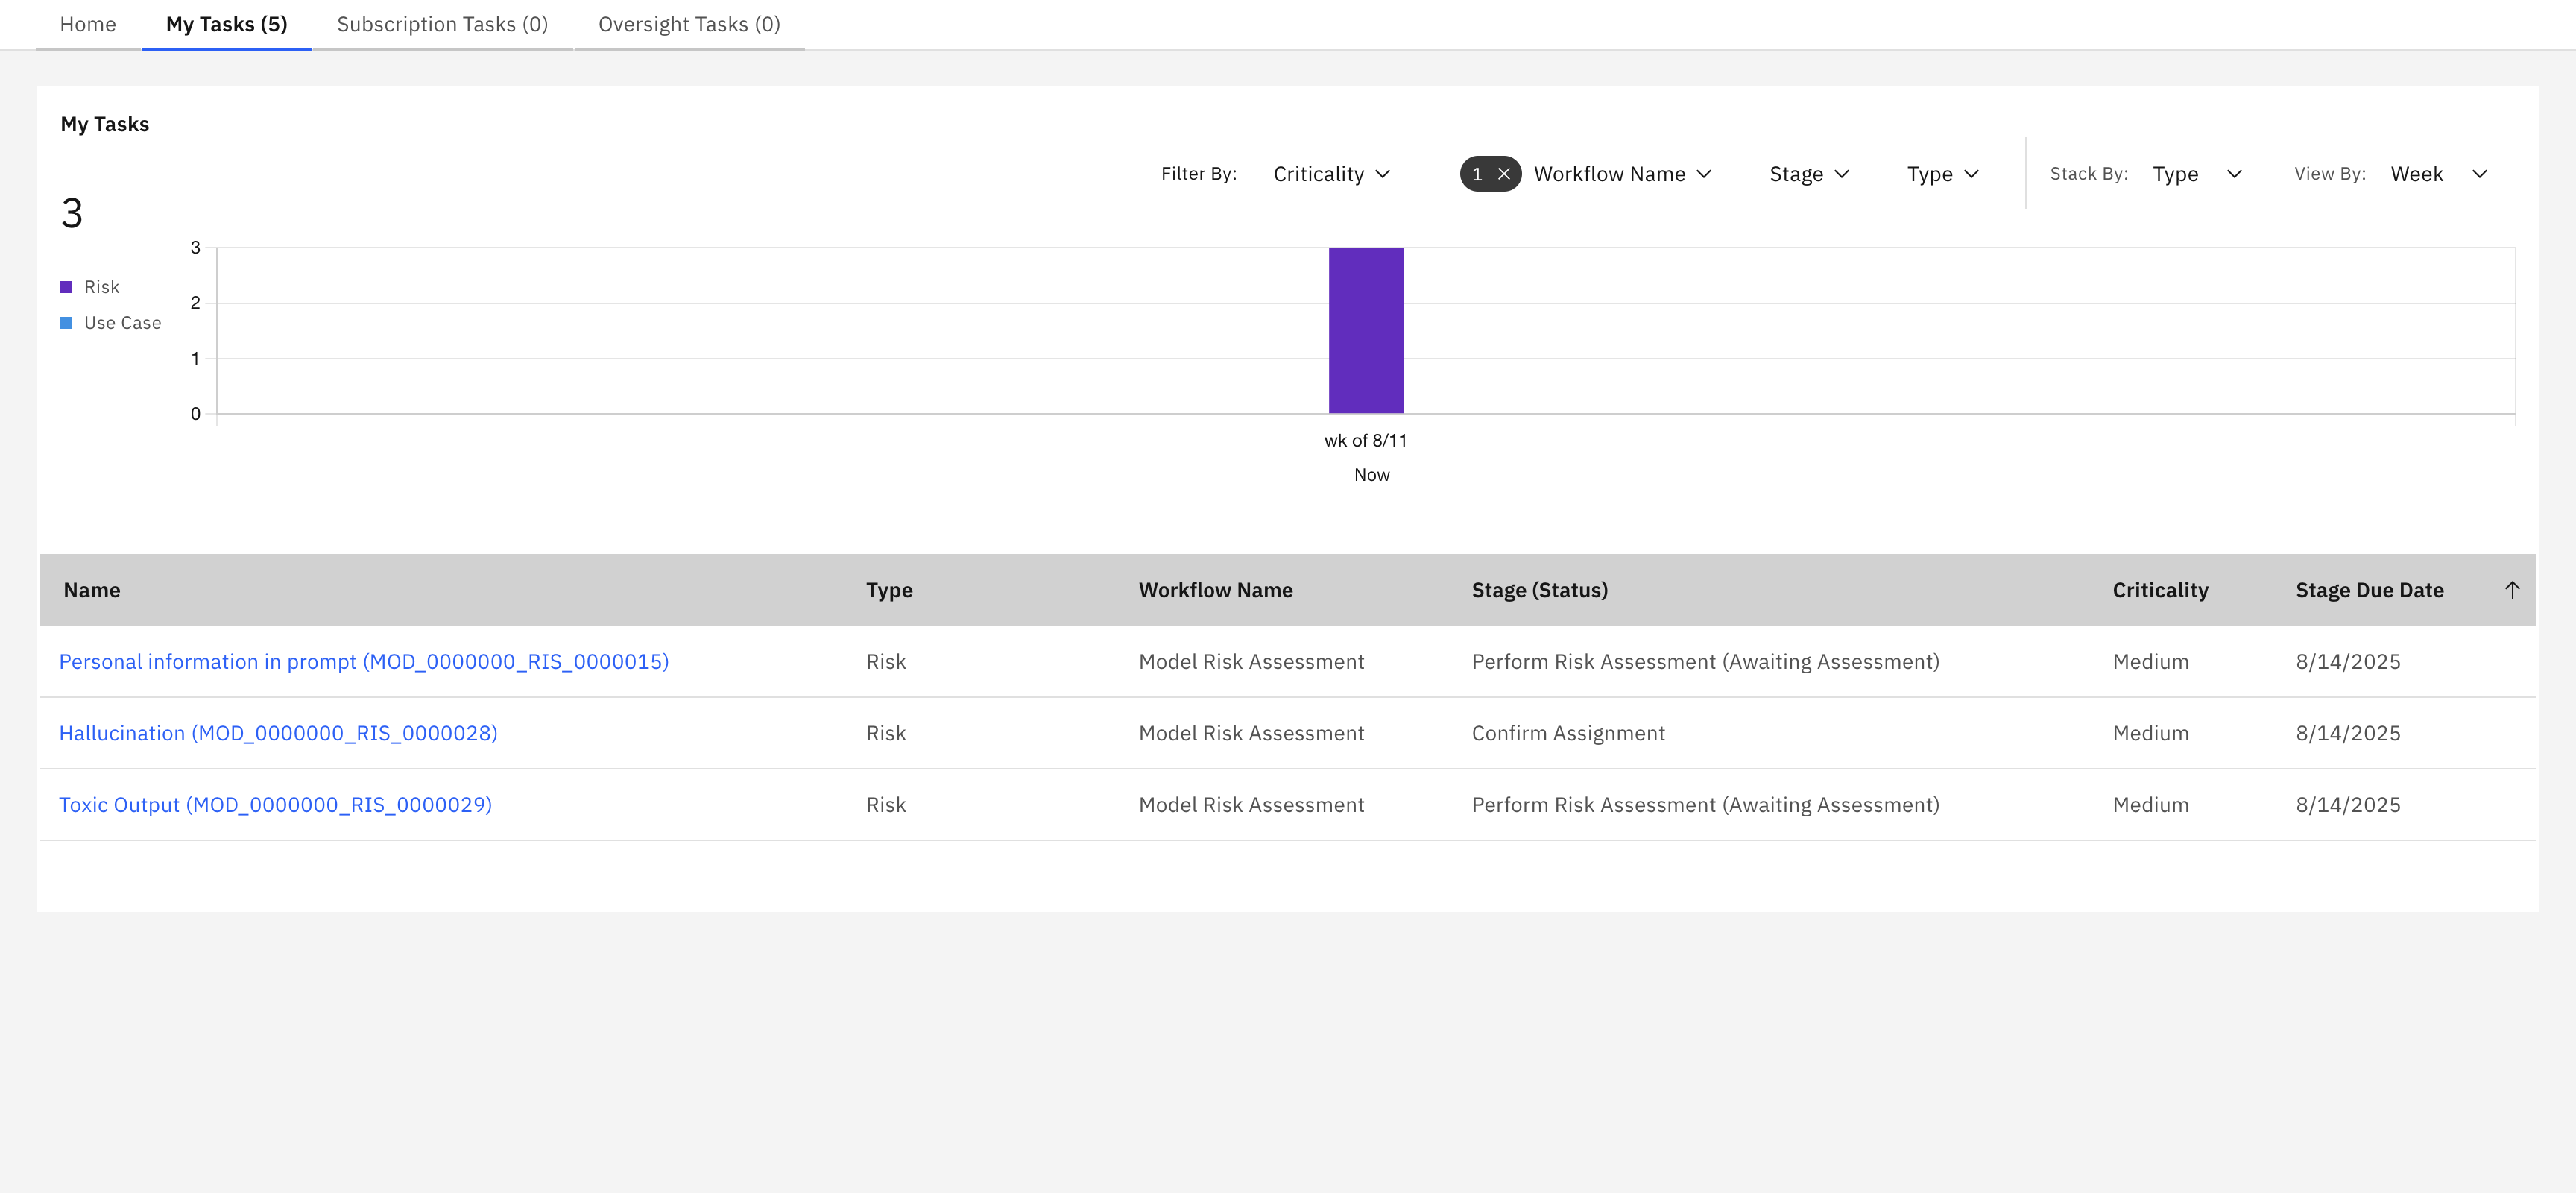 Home My Tasks (5) Subscription Tasks (0) Oversight Tasks (0)
My Tasks
Filter By: Criticality 1 Workflow Name Stage Type Stack By: Type View By: Week
3
3
Risk
2
Use Case
1
0
wk of 8/11
Now
Name Type Workflow Name Stage (Status) Criticality Stage Due Date
Personal information in prompt (MOD_0000000_RIS_0000015) Risk Model Risk Assessment Perform Risk Assessment (Awaiting Assessment) Medium 8/14/2025
Hallucination (MOD_0000000_RIS_0000028) Risk Model Risk Assessment Confirm Assignment Medium 8/14/2025
Toxic Output (MOD_0000000_RIS_0000029) Risk Model Risk Assessment Perform Risk Assessment (Awaiting Assessment) Medium 8/14/2025